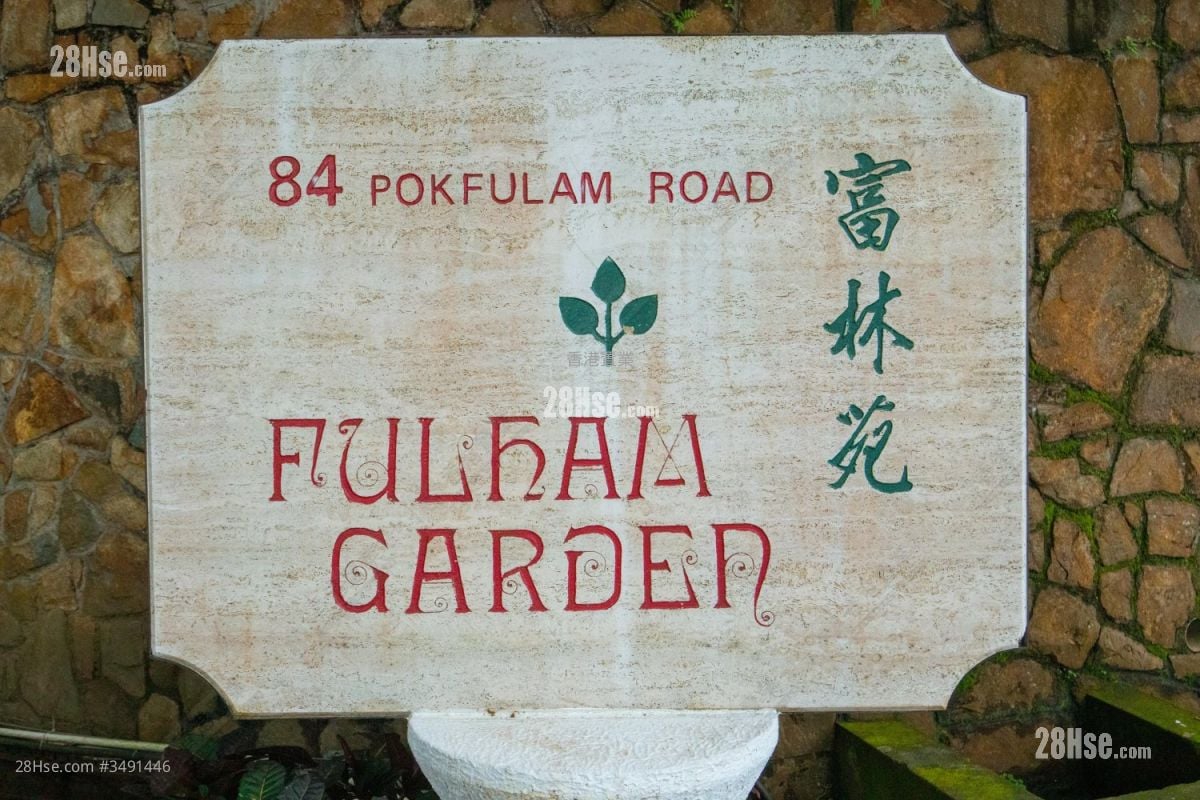 28Hse.com
84 POKFULAM ROAD
富林苑
香港置業
28Hse.com
FULHAM
GARDEN
28Hse.com
28Hse.com #3491446